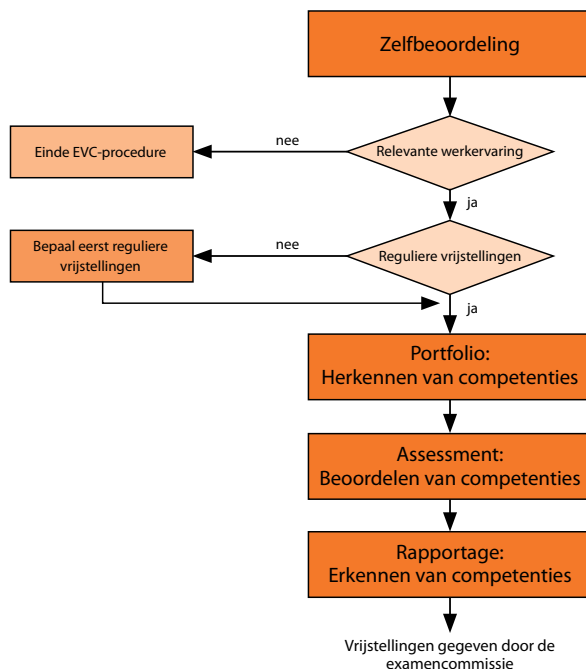 Zelfbeoordeling
nee
Einde EVC-procedure
Relevante werkervaring
ja
Bepaal eerst reguliere
vrijstellingen
nee
Reguliere vrijstellingen
ja
Portfolio:
Herkennen van competenties
Assessment:
Beoordelen van competenties
Rapportage:
Erkennen van competenties
Vrijstellingen gegeven door de
examencommissie